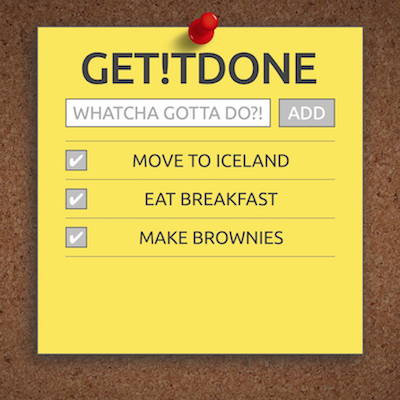 GET!TDONE
WHATCHA GOTTA DO?! ADD
MOVE TO ICELAND
EAT BREAKFAST
MAKE BROWNIES